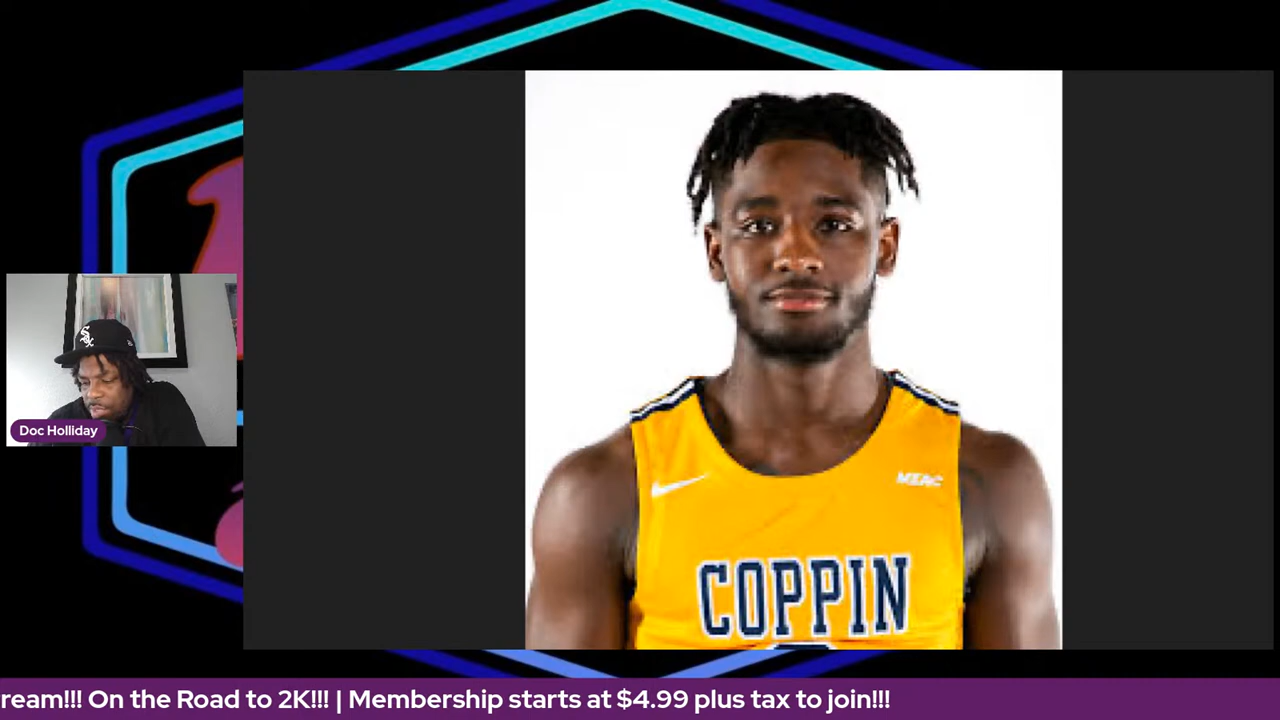 Sox
Doc Holliday
MEAC
COPPIN
ream!!! On the Road to 2K!!! | Membership starts at $4.99 plus tax to join!!!